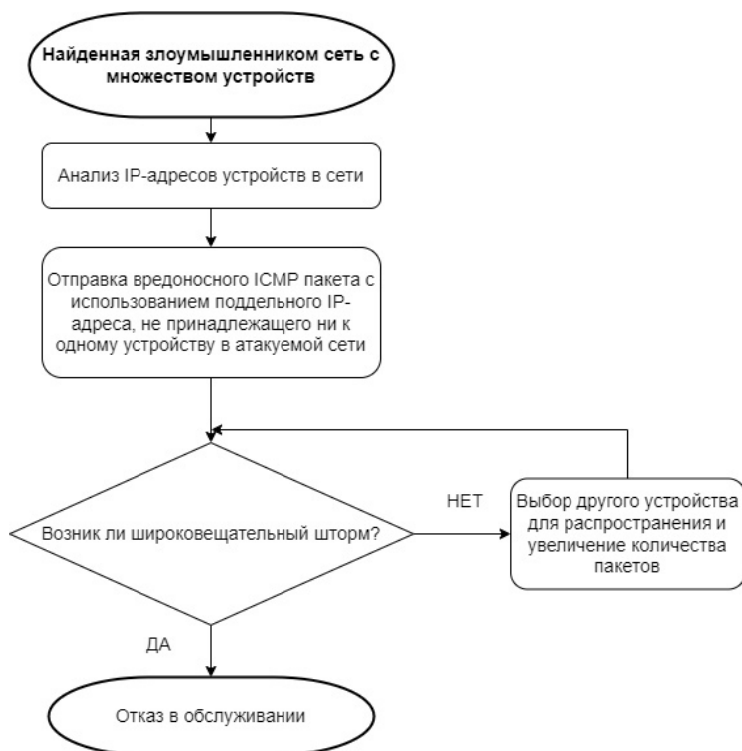 Найденная злоумышленником сеть с
множеством устройств
Анализ IP-адресов устройств в сети
Отправка вредоносного ICMP пакета с
использованием поддельного IP-
адреса, не принадлежащего ни к
одному устройству в атакуемой сети
Возник ли широковещательный шторм?
НЕТ
Выбор другого устройства
для распространения и
увеличение количества
пакетов
ДА
Отказ в обслуживании